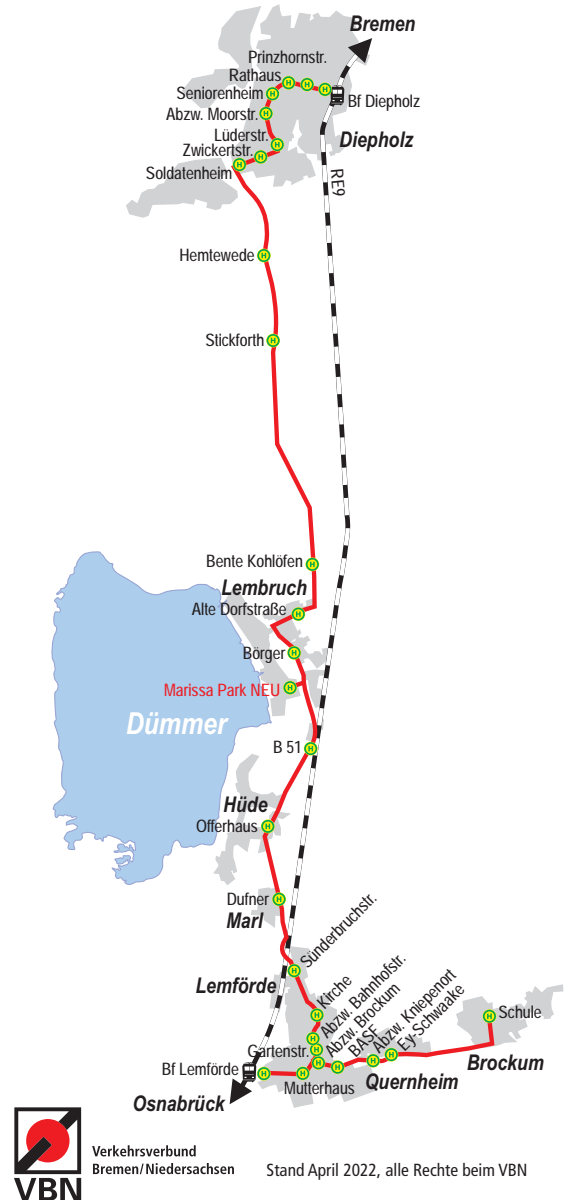 Bremen
Prinzhornstr.
Rathaus
Seniorenheim
Bf Diepholz
Abzw. Moorstr.
Diepholz
Lüderstr.
Zwickertstr.
Soldatenheim
RE9
Hemtewede
Stickforth
Bente Kohlöfen
Lembruch
Alte Dorfstraße
Börger
Marissa Park NEU
Dümmer
B 51
Hüde
Offerhaus
Dufner
Marl
Sünderbruchstr.
Lemförde
Kirche
Abzw. Bahnhofstr.
Abzw. Brockum
Gartenstr.
BASF
Abzw. Kniepenort
Ey-Schwaake
Schule
Brockum
Bf Lemförde
Mutterhaus
Quernheim
Osnabrück
Verkehrsverbund
Bremen/Niedersachsen
Stand April 2022, alle Rechte beim VBN
VBN